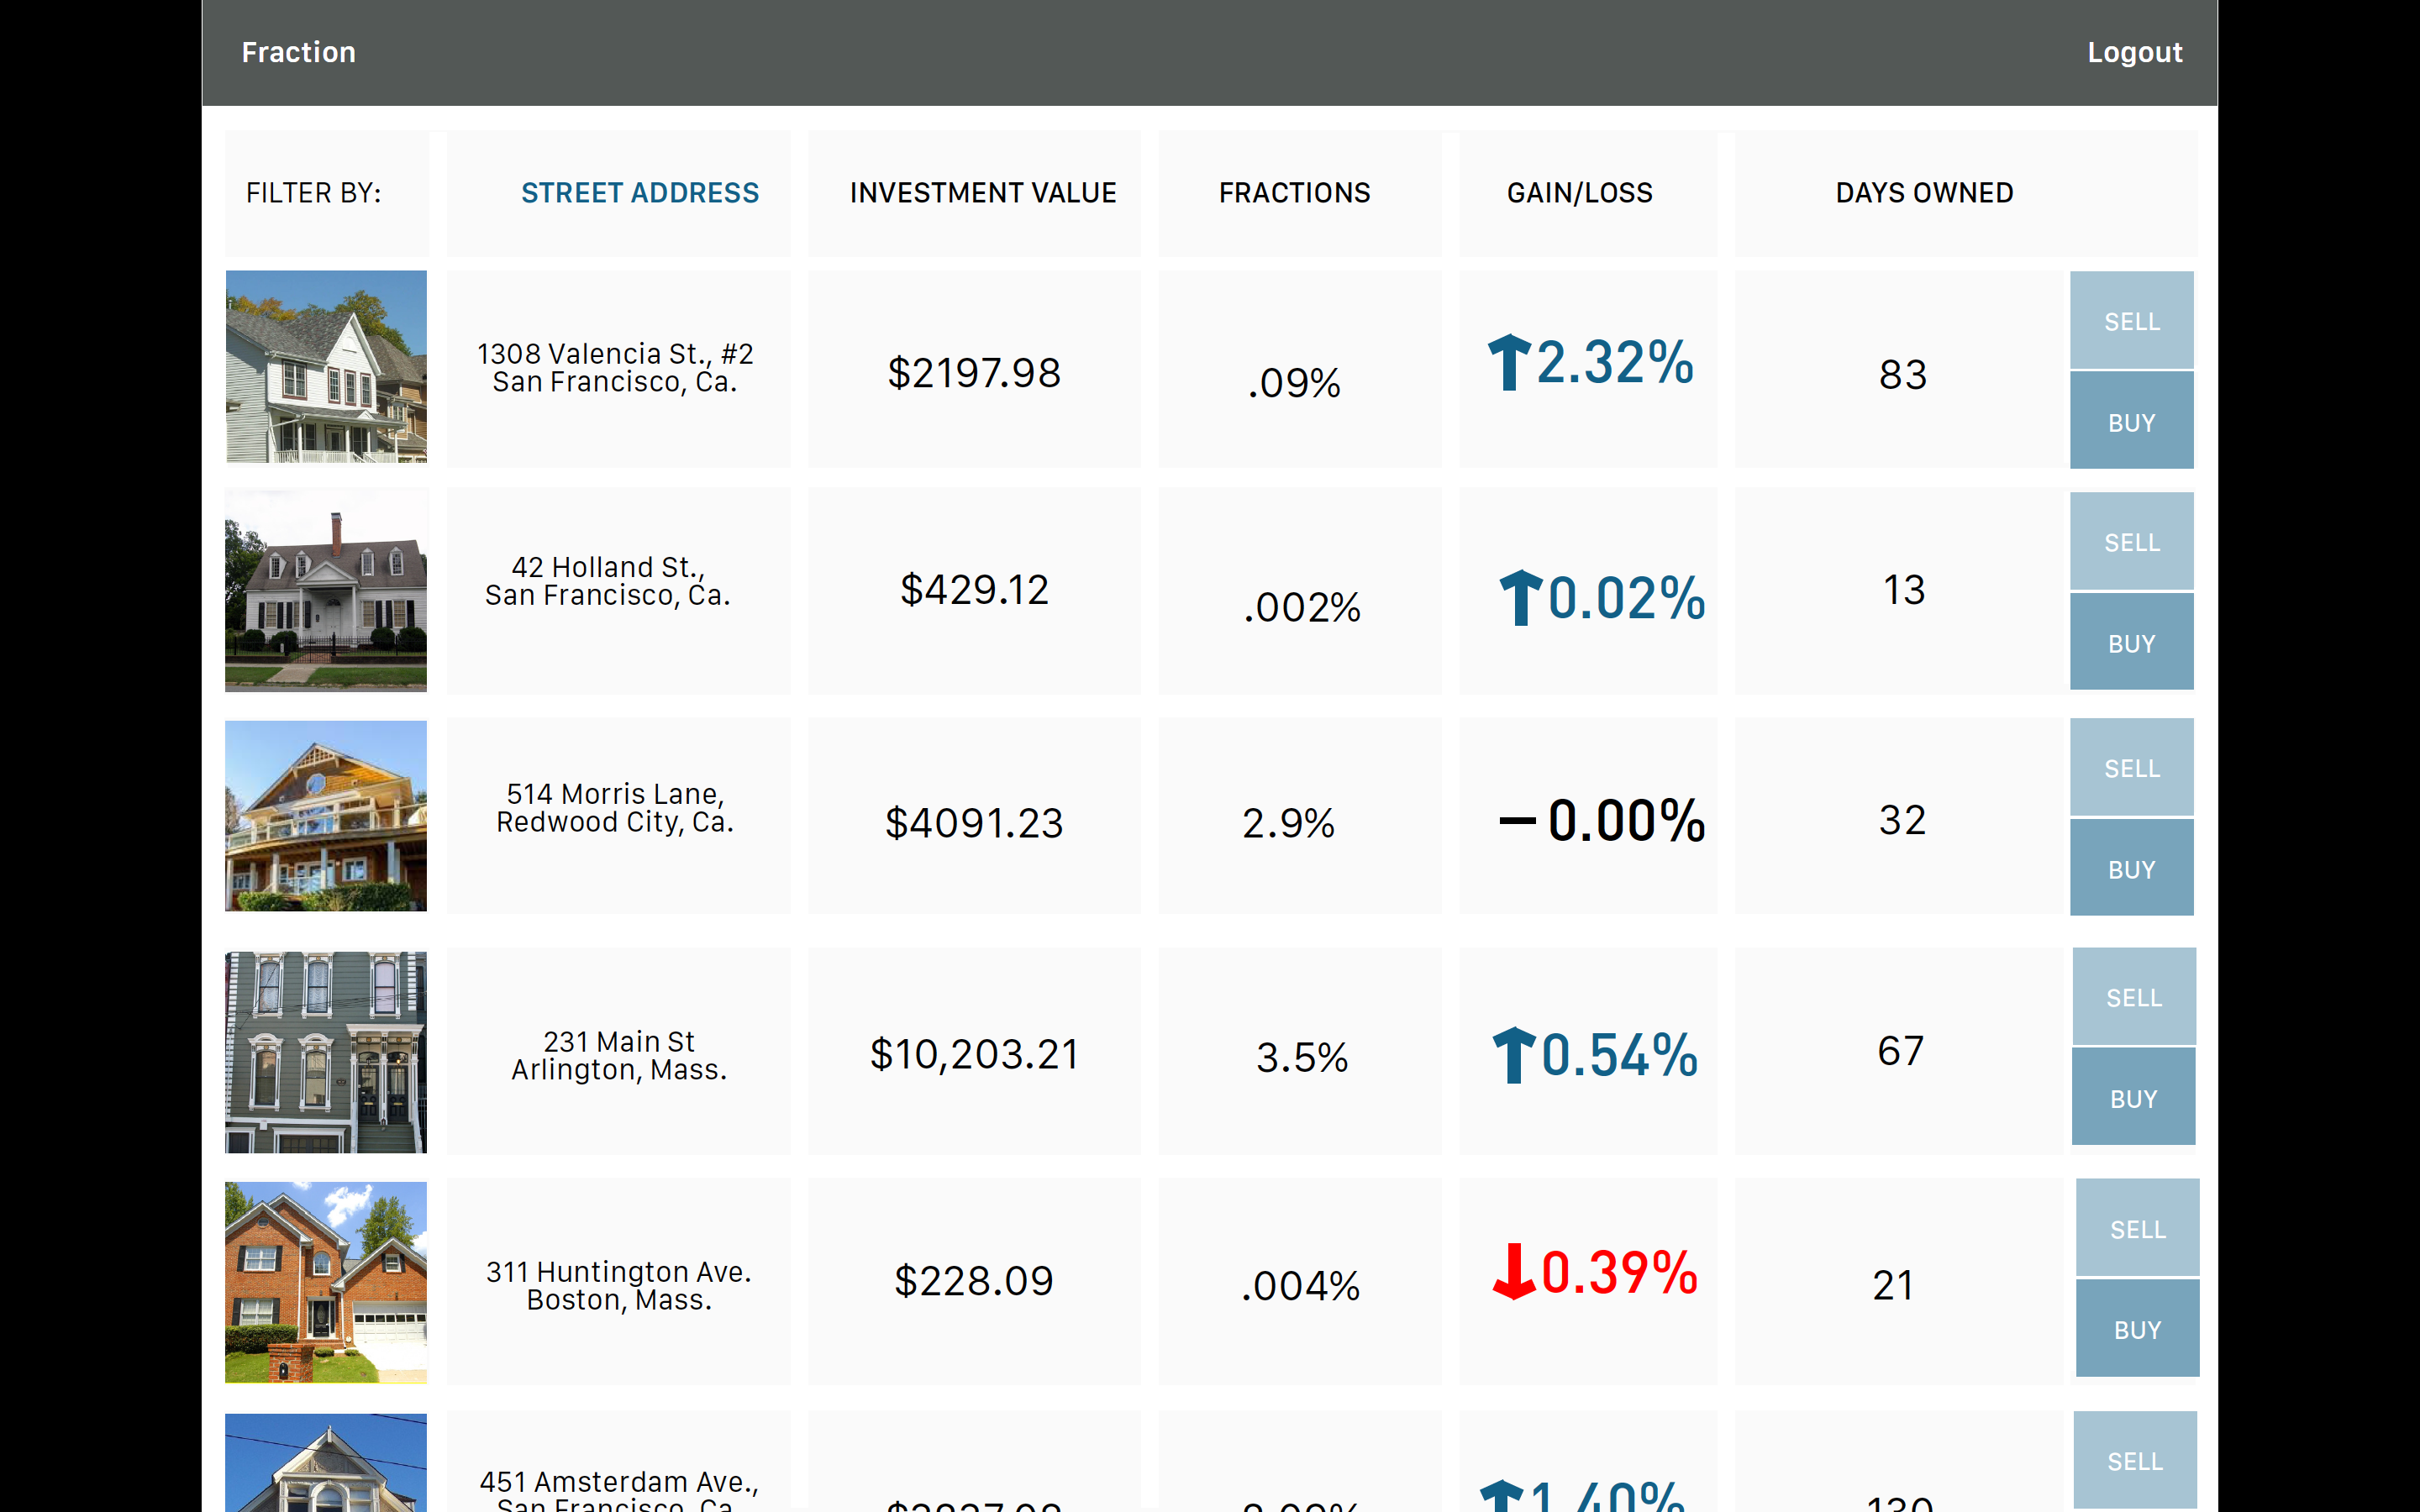 Fraction
Logout
FILTER BY:
STREET ADDRESS
INVESTMENT VALUE
FRACTIONS
GAIN/LOSS
DAYS OWNED
1308 Valencia St., #2
San Francisco, Ca.
$2197.98
.09%
2.32%
83
SELL
BUY
42 Holland St.,
San Francisco, Ca.
$429.12
.002%
0.02%
13
SELL
BUY
514 Morris Lane,
Redwood City, Ca.
$4091.23
2.9%
– 0.00%
32
SELL
BUY
231 Main St
Arlington, Mass.
$10,203.21
3.5%
0.54%
67
SELL
BUY
311 Huntington Ave.
Boston, Mass.
$228.09
.004%
0.39%
21
SELL
BUY
451 Amsterdam Ave.,
San Francisco, Ca.
1.40%
130
SELL